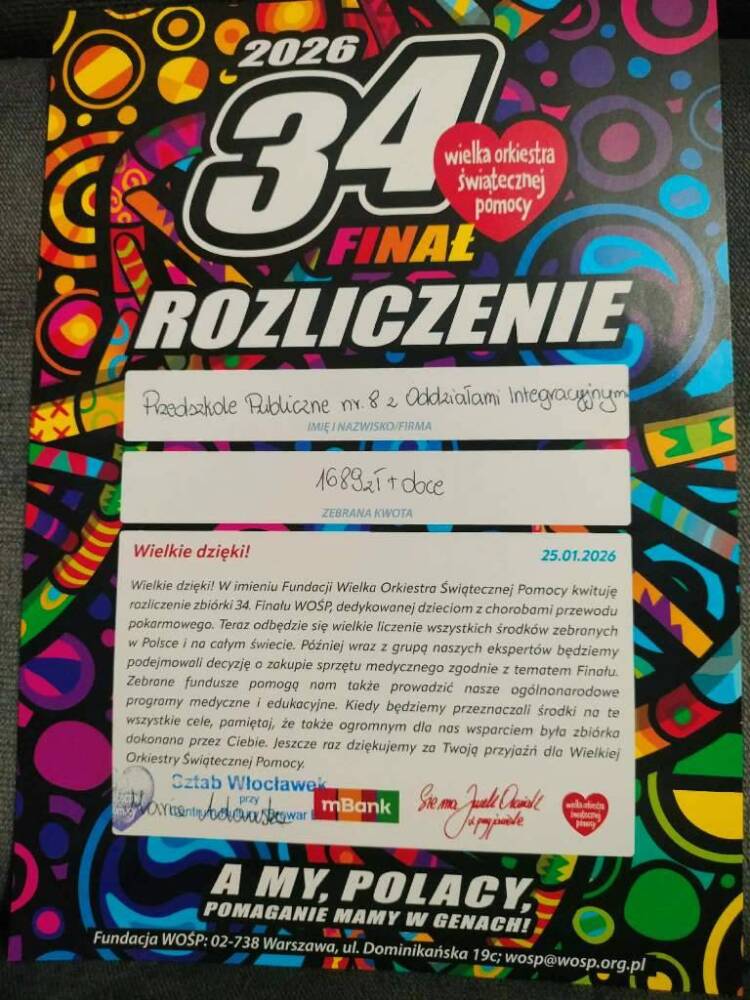 2026
34
wielka orkiestra
świątecznej
pomocy
FINAŁ
ROZLICZENIE
Przedszkole Publiczne nr. 8 z Oddziałami Integracyjnym
IMIĘ I NAZWISKO/FIRMA
1689zł + obce
ZEBRANA KWOTA
Wielkie dzięki!
25.01.2026
Wielkie dzięki! W imieniu Fundacji Wielka Orkiestra Świątecznej Pomocy kwituję
rozliczenie zbiórki 34. Finału WOŚP, dedykowanej dzieciom z chorobami przewodu
pokarmowego. Teraz odbędzie się wielkie liczenie wszystkich środków zebranych
w Polsce i na całym świecie. Później wraz z grupą naszych ekspertów będziemy
podejmowali decyzję o zakupie sprzętu medycznego zgodnie z tematem Finału.
Zebrane fundusze pomogą nam także prowadzić nasze ogólnonarodowe
programy medyczne i edukacyjne. Kiedy będziemy przeznaczali środki na te
wszystkie cele, pamiętaj, że także ogromnym dla nas wsparciem była zbiórka
dokonana przez Ciebie. Jeszcze raz dziękujemy za Twoją przyjaźń dla Wielkiej
Orkiestry Świątecznej Pomocy.
Sztab Włocławek
przy
mBank
Siema Jurek Owsiak
i przyjaciele
wielka orkiestra
świątecznej
pomocy
A MY, POLACY,
POMAGANIE MAMY W GENACH!
Fundacja WOŚP: 02-738 Warszawa, ul. Dominikańska 19c; wosp@wosp.org.pl